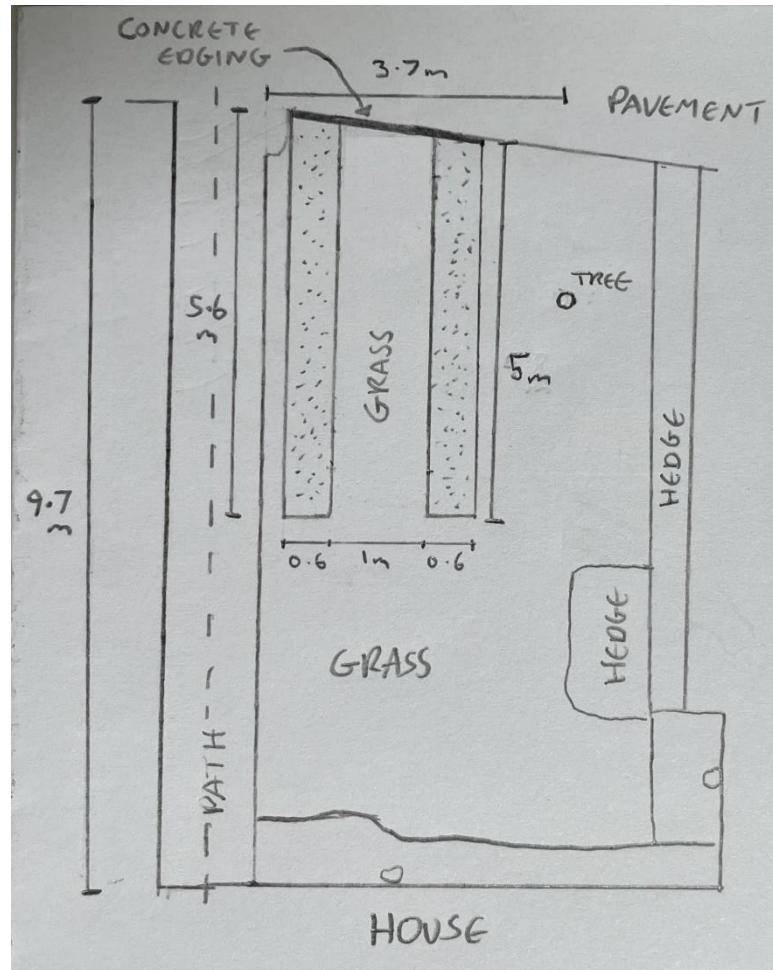 CONCRETE
EDGING
3.7m
PAVEMENT
TREE
5.6
m
GRASS
5m
HEDGE
9.7
m
0.6
1m
0.6
HEDGE
GRASS
PATH
HOUSE